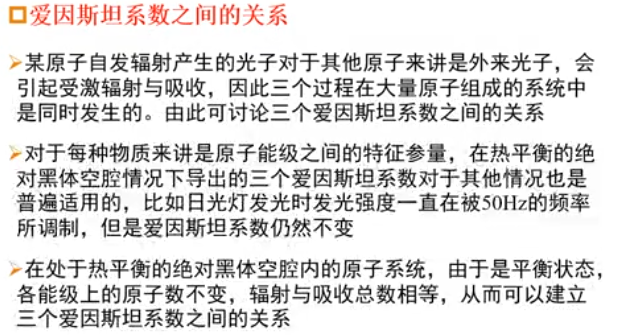 爱因斯坦系数之间的关系
某原子自发辐射产生的光子对于其他原子来讲是外来光子，会
引起受激辐射与吸收，因此三个过程在大量原子组成的系统中
是同时发生的。由此可讨论三个爱因斯坦系数之间的关系
对于每种物质来讲是原子能级之间的特征参量，在热平衡的绝
对黑体空腔情况下导出的三个爱因斯坦系数对于其他情况也是
普遍适用的，比如日光灯发光时发光强度一直在被50Hz的频率
所调制，但是爱因斯坦系数仍然不变
在处于热平衡的绝对黑体空腔内的原子系统，由于是平衡状态，
各能级上的原子数不变，辐射与吸收总数相等，从而可以建立
三个爱因斯坦系数之间的关系